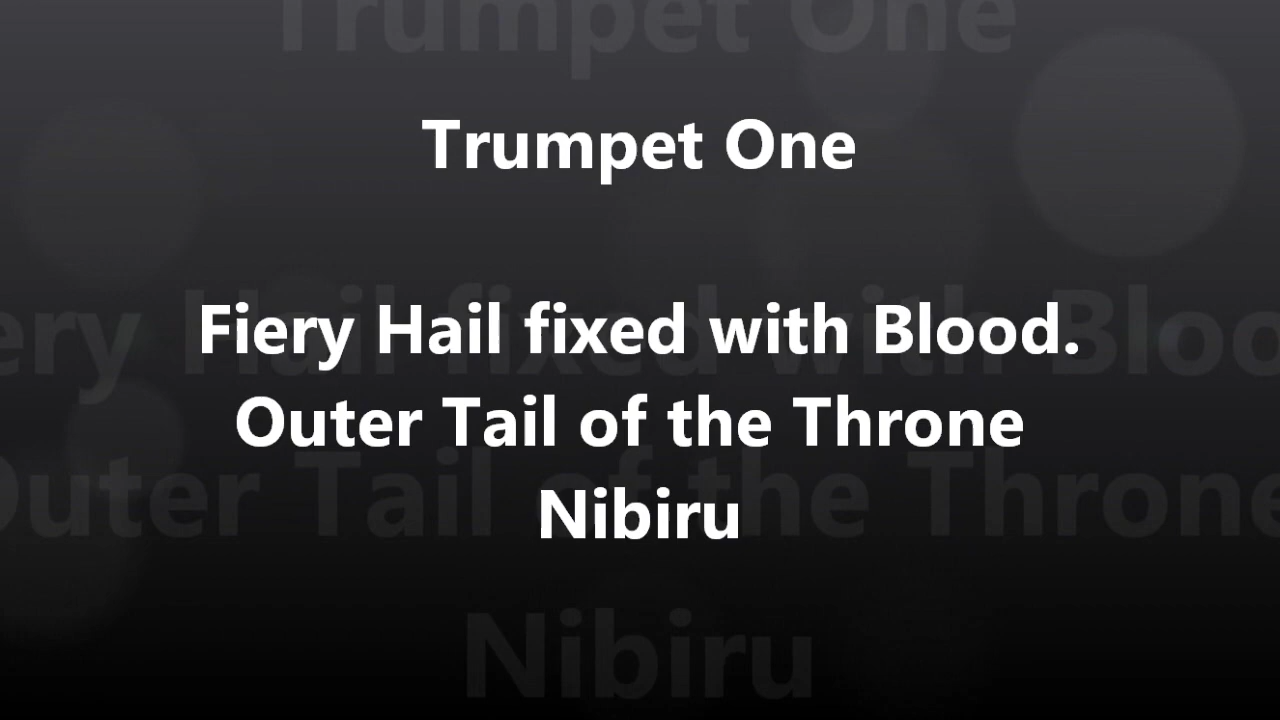 Trumpet One
Fiery Hail fixed with Blood.
Outer Tail of the Throne
Nibiru